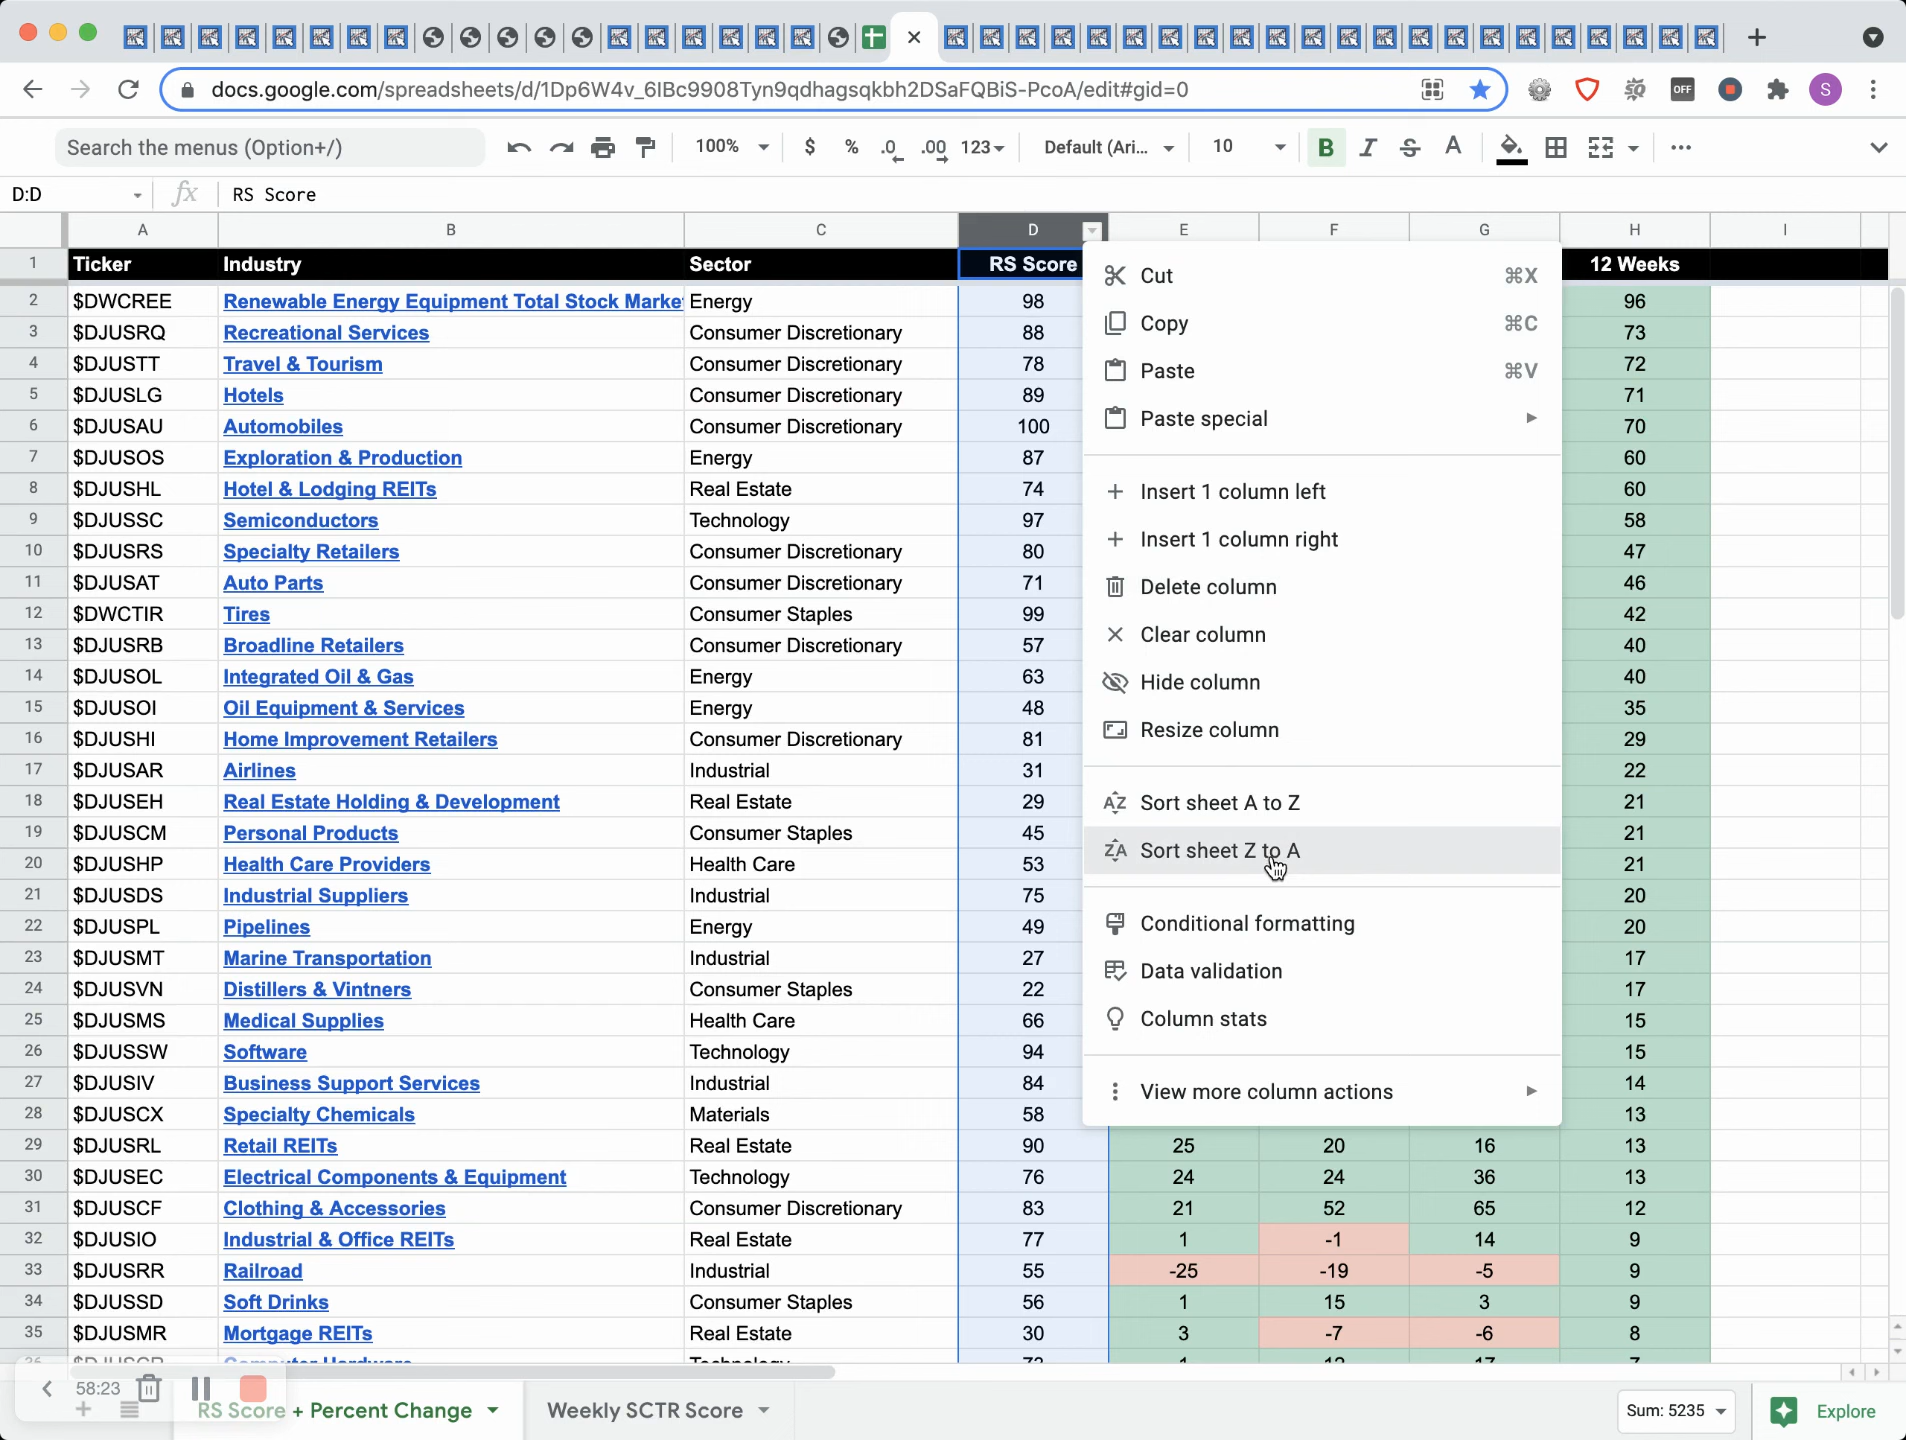 docs.google.com/spreadsheets/d/1Dp6W4v_6IBc9908Tyn9qdhagsqkbh2DSaFQBiS-PcoA/edit#gid=0
OFF
S
Search the menus (Option+/)
100%
$ % .0 .00 123
Default (Ari...
10
B I S A
D:D
fx
RS Score
A B C D E F G H I
1 Ticker Industry Sector RS Score 12 Weeks
2 $DWCREE Renewable Energy Equipment Total Stock Marke Energy 98 96
3 $DJUSRQ Recreational Services Consumer Discretionary 88 73
4 $DJUSTT Travel & Tourism Consumer Discretionary 78 72
5 $DJUSLG Hotels Consumer Discretionary 89 71
6 $DJUSAU Automobiles Consumer Discretionary 100 70
7 $DJUSOS Exploration & Production Energy 87 60
8 $DJUSHL Hotel & Lodging REITs Real Estate 74 60
9 $DJUSSC Semiconductors Technology 97 58
10 $DJUSRS Specialty Retailers Consumer Discretionary 80 47
11 $DJUSAT Auto Parts Consumer Discretionary 71 46
12 $DWCTIR Tires Consumer Staples 99 42
13 $DJUSRB Broadline Retailers Consumer Discretionary 57 40
14 $DJUSOL Integrated Oil & Gas Energy 63 40
15 $DJUSOI Oil Equipment & Services Energy 48 35
16 $DJUSHI Home Improvement Retailers Consumer Discretionary 81 29
17 $DJUSAR Airlines Industrial 31 22
18 $DJUSEH Real Estate Holding & Development Real Estate 29 21
19 $DJUSCM Personal Products Consumer Staples 45 21
20 $DJUSHP Health Care Providers Health Care 53 21
21 $DJUSDS Industrial Suppliers Industrial 75 20
22 $DJUSPL Pipelines Energy 49 20
23 $DJUSMT Marine Transportation Industrial 27 17
24 $DJUSVN Distillers & Vintners Consumer Staples 22 17
25 $DJUSMS Medical Supplies Health Care 66 15
26 $DJUSSW Software Technology 94 15
27 $DJUSIV Business Support Services Industrial 84 14
28 $DJUSCX Specialty Chemicals Materials 58 13
29 $DJUSRL Retail REITs Real Estate 90 25 20 16 13
30 $DJUSEC Electrical Components & Equipment Technology 76 24 24 36 13
31 $DJUSCF Clothing & Accessories Consumer Discretionary 83 21 52 65 12
32 $DJUSIO Industrial & Office REITs Real Estate 77 1 -1 14 9
33 $DJUSRR Railroad Industrial 55 -25 -19 -5 9
34 $DJUSSD Soft Drinks Consumer Staples 56 1 15 3 9
35 $DJUSMR Mortgage REITs Real Estate 30 3 -7 -6 8
Cut ⌘X
Copy ⌘C
Paste ⌘V
Paste special
Insert 1 column left
Insert 1 column right
Delete column
Clear column
Hide column
Resize column
Sort sheet A to Z
Sort sheet Z to A
Conditional formatting
Data validation
Column stats
View more column actions
58:23
RS Score + Percent Change
Weekly SCTR Score
Sum: 5235
Explore